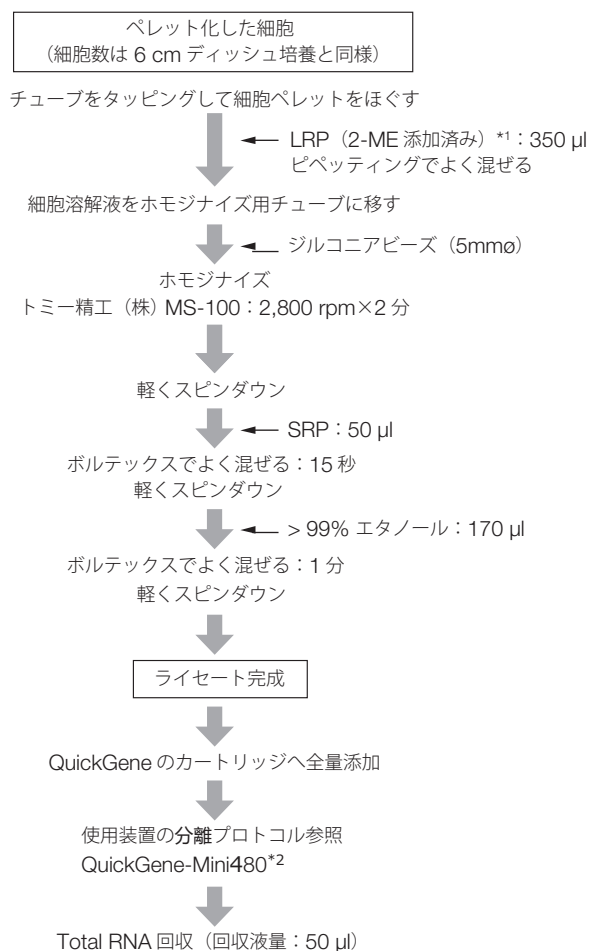 ペレット化した細胞
（細胞数は 6 cm ディッシュ培養と同様）
チューブをタッピングして細胞ペレットをほぐす
LRP（2-ME 添加済み）*1：350 µl
ピペッティングでよく混ぜる
細胞溶解液をホモジナイズ用チューブに移す
ジルコニアビーズ（5mmø）
ホモジナイズ
トミー精工（株）MS-100：2,800 rpm×2 分
軽くスピンダウン
SRP：50 µl
ボルテックスでよく混ぜる：15 秒
軽くスピンダウン
> 99% エタノール：170 µl
ボルテックスでよく混ぜる：1 分
軽くスピンダウン
ライセート完成
QuickGene のカートリッジへ全量添加
使用装置の分離プロトコル参照
QuickGene-Mini480*2
Total RNA 回収（回収液量：50 µl）